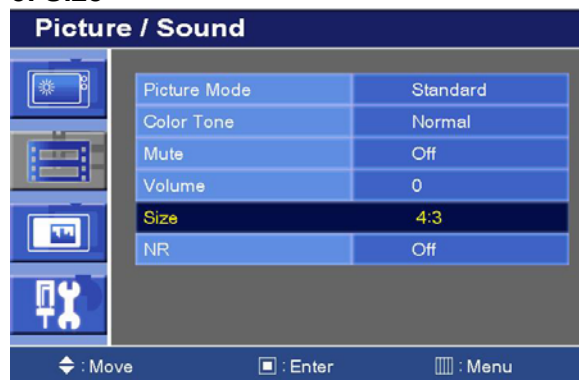 Picture / Sound
Picture Mode Standard
Color Tone Normal
Mute Off
Volume 0
Size 4:3
NR Off
: Move : Enter : Menu